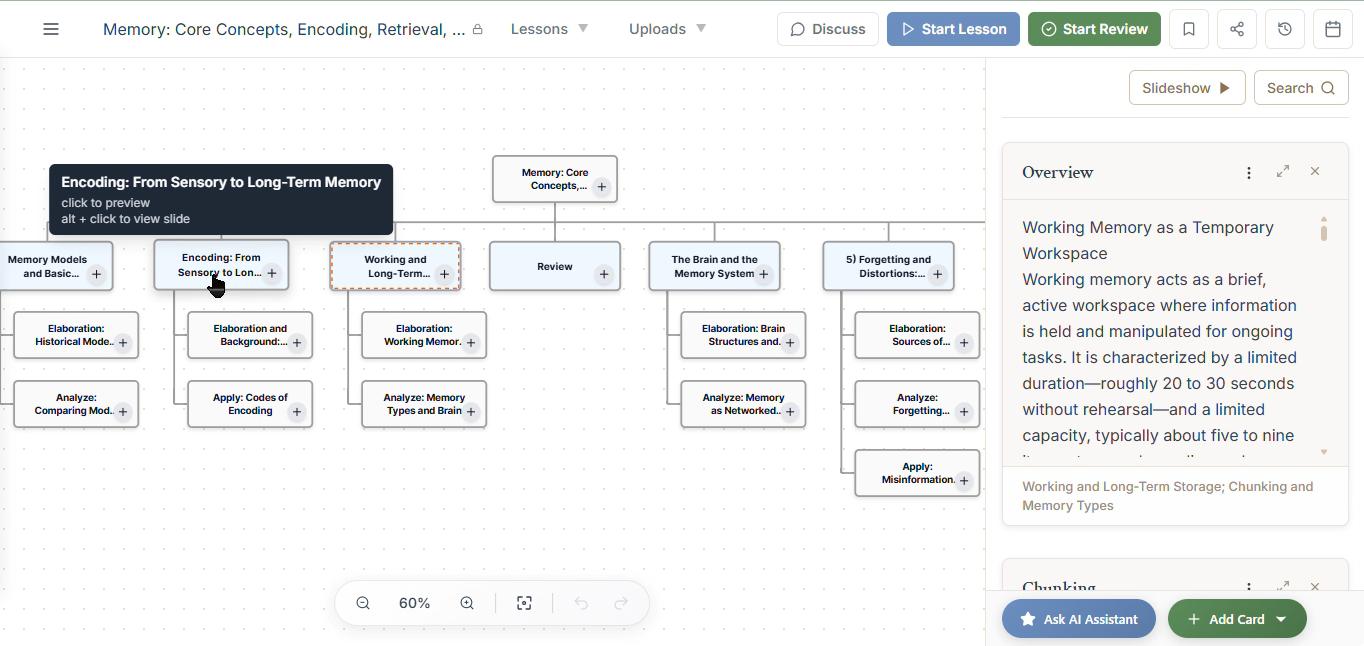 Memory: Core Concepts, Encoding, Retrieval, ...
Lessons
Uploads
Discuss
Start Lesson
Start Review
Slideshow
Search
Encoding: From Sensory to Long-Term Memory
click to preview
alt + click to view slide
Memory: Core
Concepts,...
Memory Models
and Basic...
Encoding: From
Sensory to Lon...
Working and
Long-Term...
Review
The Brain and the
Memory System
5) Forgetting and
Distortions:...
Elaboration:
Historical Mode..
Elaboration and
Background:...
Elaboration:
Working Memor.
Elaboration: Brain
Structures and.
Elaboration:
Sources of...
Analyze:
Comparing Mod..
Apply: Codes of
Encoding
Analyze: Memory
Types and Brain
Analyze: Memory
as Networked..
Analyze:
Forgetting...
Apply:
Misinformation.
60%
Overview
Working Memory as a Temporary
Workspace
Working memory acts as a brief,
active workspace where information
is held and manipulated for ongoing
tasks. It is characterized by a limited
duration—roughly 20 to 30 seconds
without rehearsal—and a limited
capacity, typically about five to nine
Working and Long-Term Storage; Chunking and
Memory Types
Chunking
Ask AI Assistant
Add Card